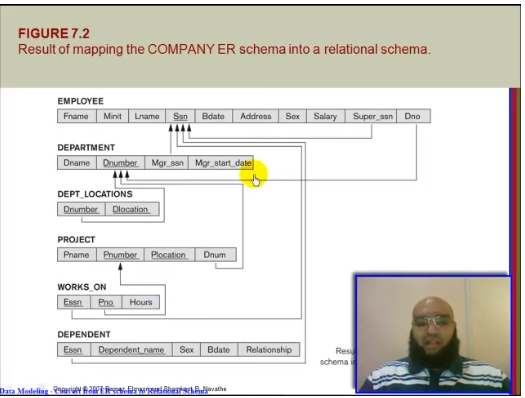 FIGURE 7.2
Result of mapping the COMPANY ER schema into a relational schema.
EMPLOYEE
Fname Minit Lname Ssn Bdate Address Sex Salary Super_ssn Dno
DEPARTMENT
Dname Dnumber Mgr_ssn Mgr_start_date
DEPT_LOCATIONS
Dnumber Dlocation
PROJECT
Pname Pnumber Plocation Dnum
WORKS_ON
Essn Pno Hours
DEPENDENT
Essn Dependent_name Sex Bdate Relationship
Resu
schema in
Data Modeling - Convert from ER schema to Relational Schema
Copyright © 2007 Ramez Elmasri and Shamkant B. Navathe